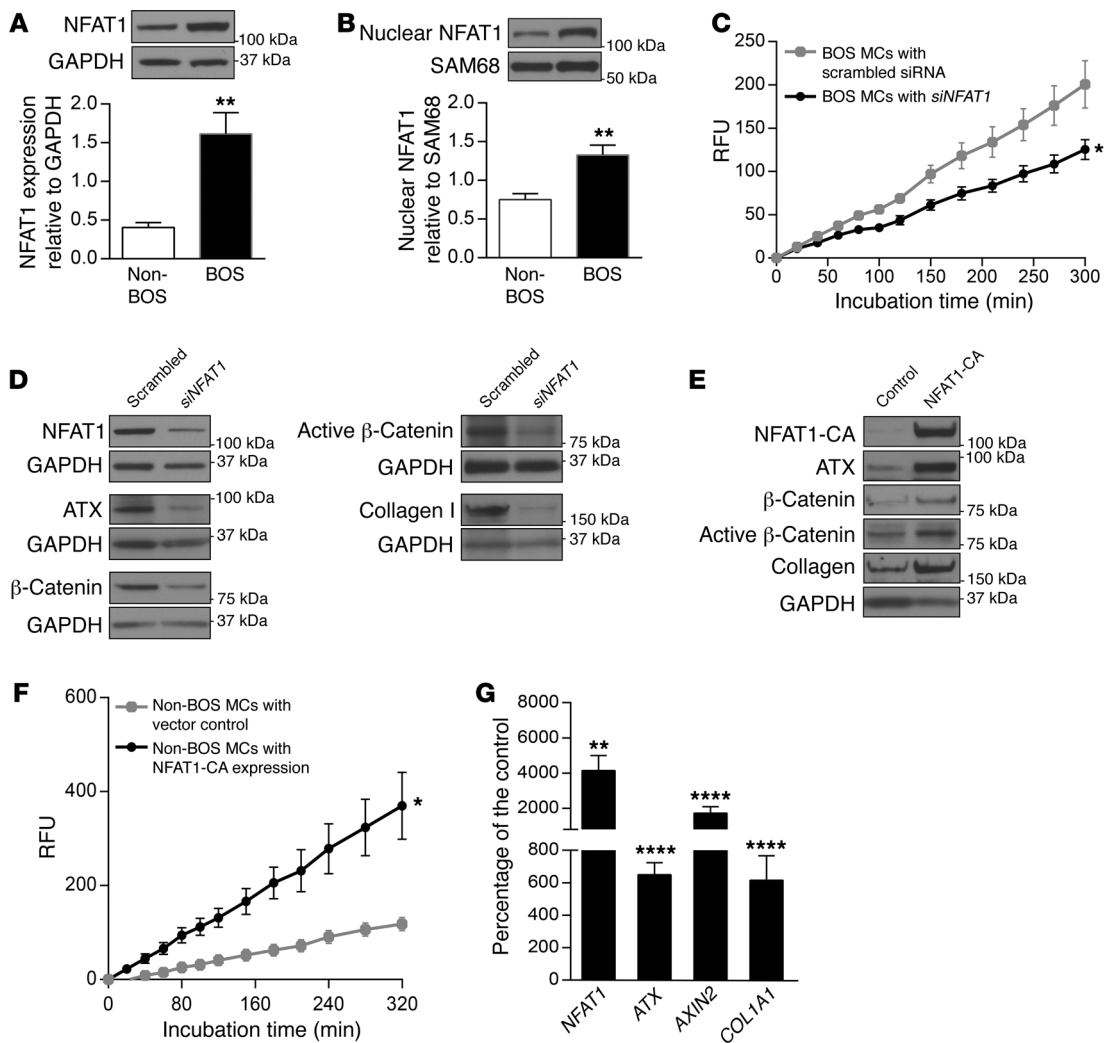 A
NFAT1
100 kDa
GAPDH
37 kDa
NFAT1 expression
relative to GAPDH
2.0
1.5
1.0
0.5
0.0
**
Non-
BOS
BOS
B
Nuclear NFAT1
100 kDa
SAM68
50 kDa
Nuclear NFAT1
relative to SAM68
2.0
1.5
1.0
0.5
0.0
**
Non-
BOS
BOS
C
RFU
250
200
150
100
50
0
BOS MCs with
scrambled siRNA
BOS MCs with siNFAT1
*
0 50 100 150 200 250 300
Incubation time (min)
D
Scrambled
siNFAT1
NFAT1
100 kDa
GAPDH
37 kDa
ATX
100 kDa
GAPDH
37 kDa
β-Catenin
75 kDa
GAPDH
37 kDa
Scrambled
siNFAT1
Active β-Catenin
75 kDa
GAPDH
37 kDa
Collagen I
150 kDa
GAPDH
37 kDa
E
Control
NFAT1-CA
NFAT1-CA
100 kDa
ATX
100 kDa
β-Catenin
75 kDa
Active β-Catenin
75 kDa
Collagen
150 kDa
GAPDH
37 kDa
F
RFU
600
400
200
0
Non-BOS MCs with
vector control
Non-BOS MCs with
NFAT1-CA expression
*
0 80 160 240 320
Incubation time (min)
G
Percentage of the control
8000
6000
4000
2000
800
600
400
200
0
**
****
****
****
NFAT1
ATX
AXIN2
COL1A1